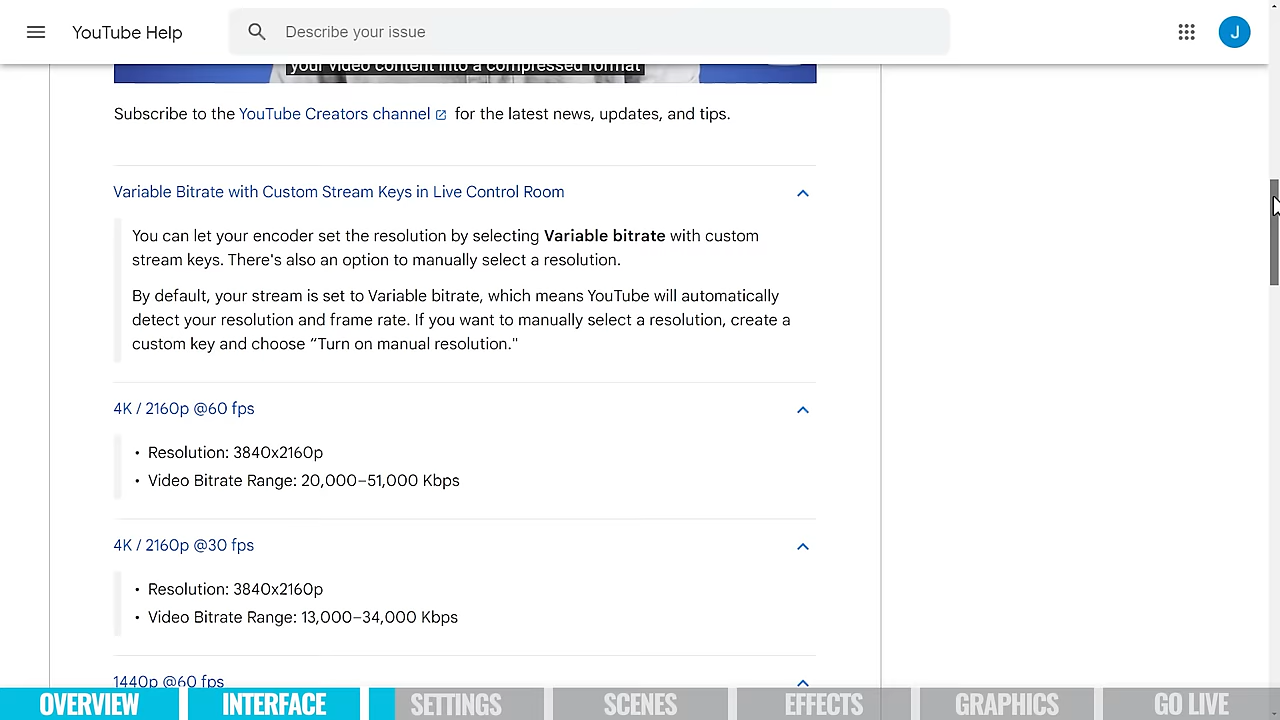 YouTube Help
Describe your issue
J
your video content into a compressed format
Subscribe to the YouTube Creators channel for the latest news, updates, and tips.
Variable Bitrate with Custom Stream Keys in Live Control Room
You can let your encoder set the resolution by selecting Variable bitrate with custom
stream keys. There's also an option to manually select a resolution.
By default, your stream is set to Variable bitrate, which means YouTube will automatically
detect your resolution and frame rate. If you want to manually select a resolution, create a
custom key and choose “Turn on manual resolution."
4K / 2160p @60 fps
• Resolution: 3840x2160p
• Video Bitrate Range: 20,000–51,000 Kbps
4K / 2160p @30 fps
• Resolution: 3840x2160p
• Video Bitrate Range: 13,000–34,000 Kbps
1440p @60 fps
OVERVIEW INTERFACE SETTINGS SCENES EFFECTS GRAPHICS GO LIVE